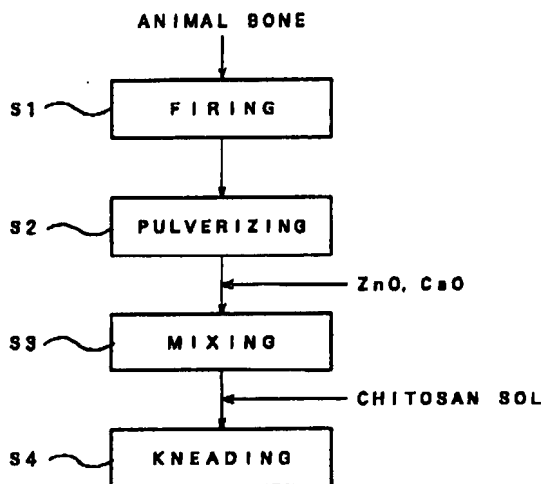 ANIMAL BONE
S1 FIRING
S2 PULVERIZING
ZnO, CaO
S3 MIXING
CHITOSAN SOL
S4 KNEADING